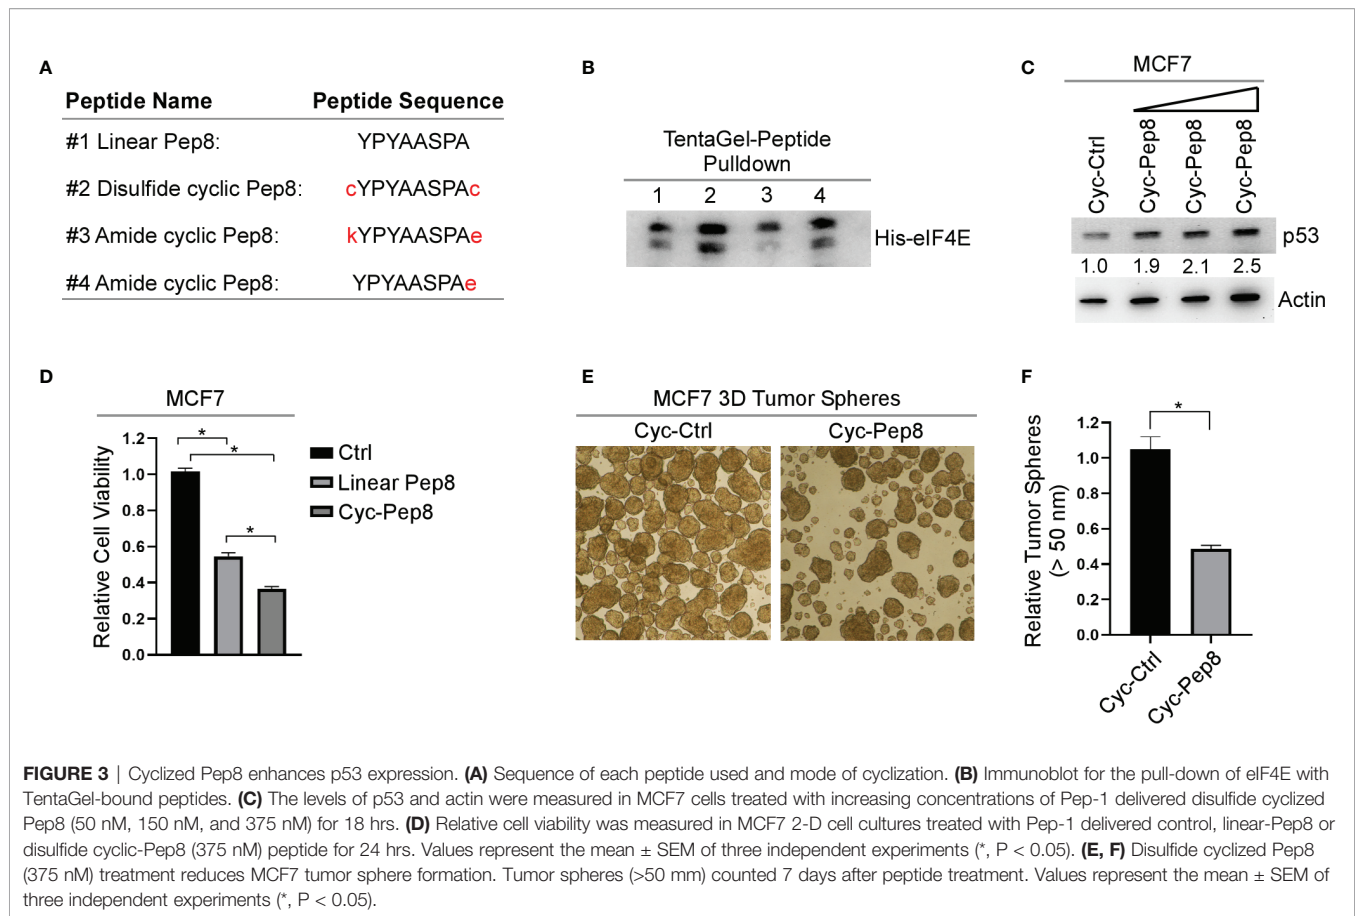 A
Peptide Name Peptide Sequence
#1 Linear Pep8: YPYAASPA
#2 Disulfide cyclic Pep8: cYPYAASPAc
#3 Amide cyclic Pep8: kYPYAASPAe
#4 Amide cyclic Pep8: YPYAASPAe
B
TentaGel-Peptide
Pulldown
1 2 3 4
His-eIF4E
C
MCF7
Cyc-Ctrl
Cyc-Pep8
Cyc-Pep8
Cyc-Pep8
p53
1.0 1.9 2.1 2.5
Actin
D
MCF7
Relative Cell Viability
1.2
1.0
0.8
0.6
0.4
0.2
0.0
* 
*
*
Ctrl
Linear Pep8
Cyc-Pep8
E
MCF7 3D Tumor Spheres
Cyc-Ctrl Cyc-Pep8
F
Relative Tumor Spheres
(> 50 nm)
1.2
1.0
0.8
0.6
0.4
0.2
0.0
*
Cyc-Ctrl
Cyc-Pep8
FIGURE 3 | Cyclized Pep8 enhances p53 expression. (A) Sequence of each peptide used and mode of cyclization. (B) Immunoblot for the pull-down of eIF4E with
TentaGel-bound peptides. (C) The levels of p53 and actin were measured in MCF7 cells treated with increasing concentrations of Pep-1 delivered disulfide cyclized
Pep8 (50 nM, 150 nM, and 375 nM) for 18 hrs. (D) Relative cell viability was measured in MCF7 2-D cell cultures treated with Pep-1 delivered control, linear-Pep8 or
disulfide cyclic-Pep8 (375 nM) peptide for 24 hrs. Values represent the mean ± SEM of three independent experiments (*, P < 0.05). (E, F) Disulfide cyclized Pep8
(375 nM) treatment reduces MCF7 tumor sphere formation. Tumor spheres (>50 mm) counted 7 days after peptide treatment. Values represent the mean ± SEM of
three independent experiments (*, P < 0.05).